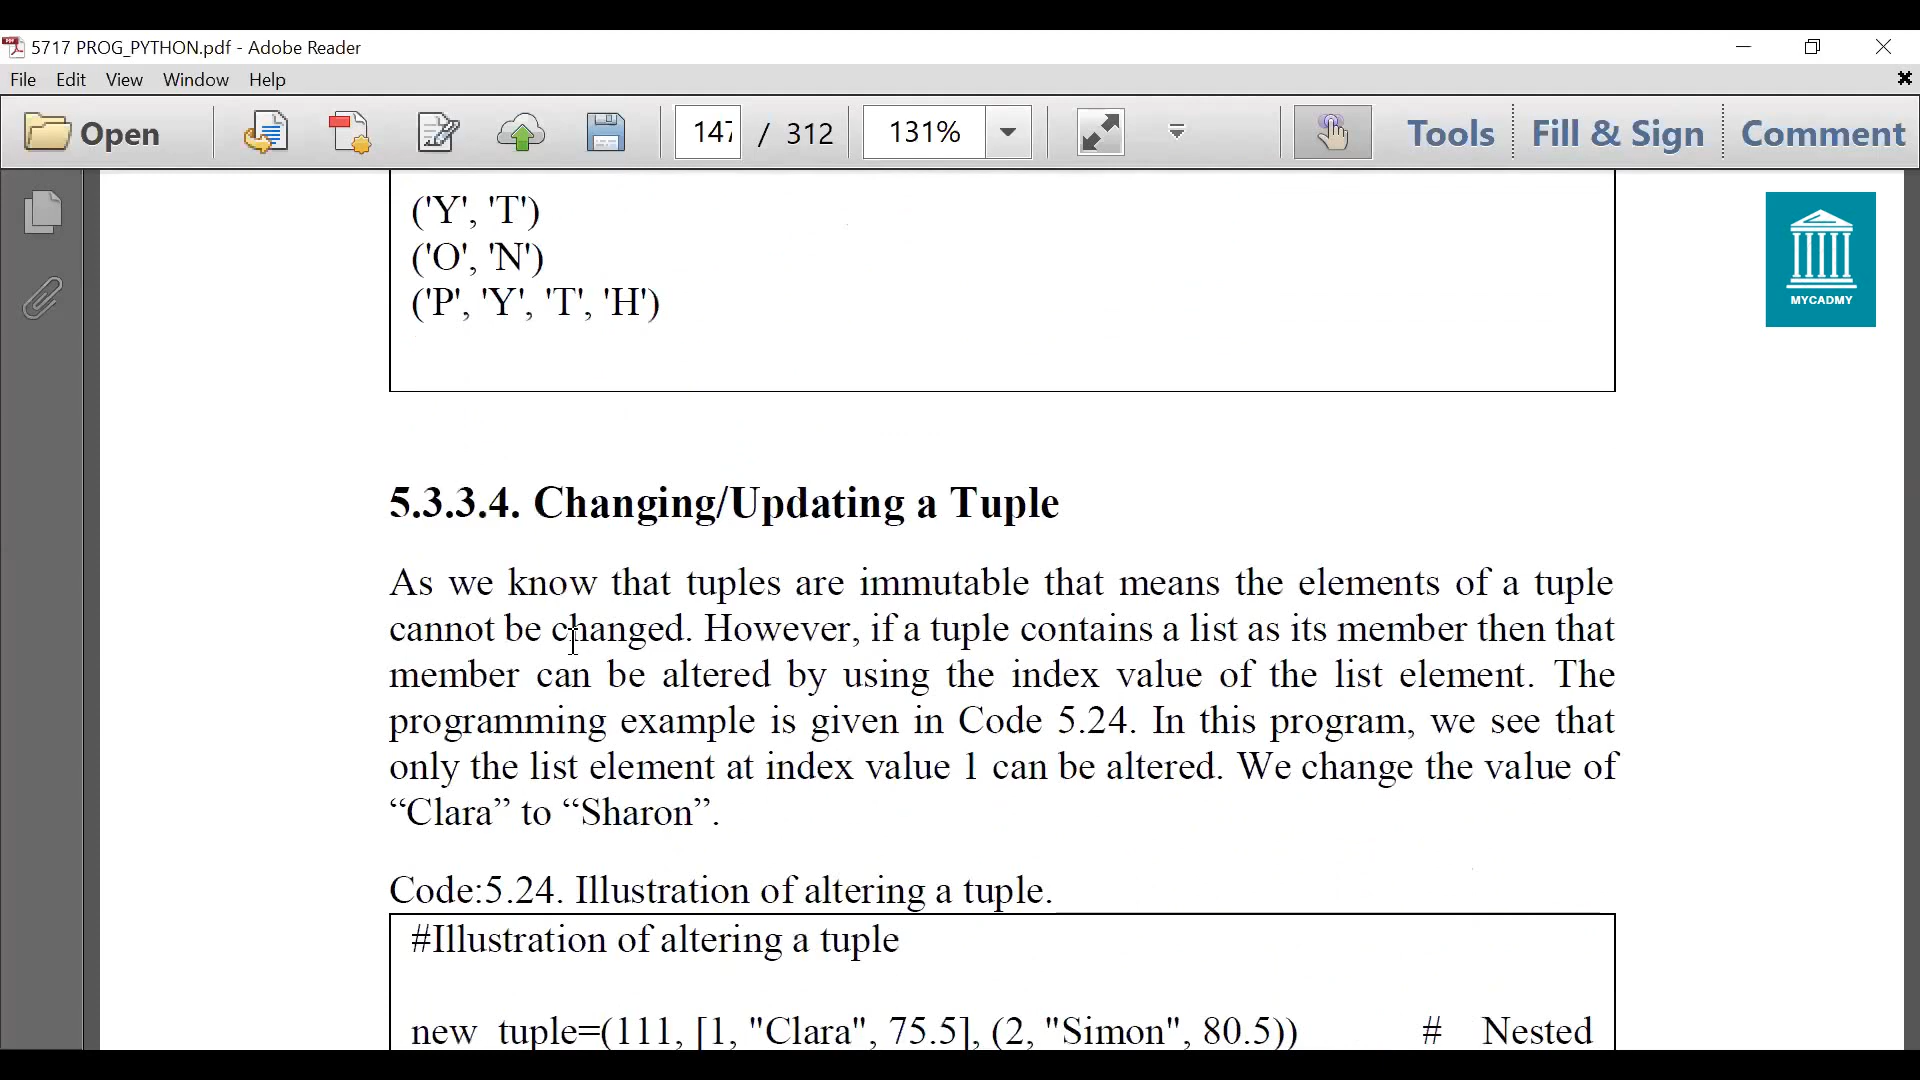 5717 PROG_PYTHON.pdf - Adobe Reader
File Edit View Window Help
Open 147 / 312 131% Tools Fill & Sign Comment
('Y', 'T')
('O', 'N')
('P', 'Y', 'T', 'H')
MYCADMY
5.3.3.4. Changing/Updating a Tuple
As we know that tuples are immutable that means the elements of a tuple
cannot be changed. However, if a tuple contains a list as its member then that
member can be altered by using the index value of the list element. The
programming example is given in Code 5.24. In this program, we see that
only the list element at index value 1 can be altered. We change the value of
“Clara” to “Sharon”.
Code:5.24. Illustration of altering a tuple.
#Illustration of altering a tuple
new_tuple=(111, [1, "Clara", 75.5], (2, "Simon", 80.5)) # Nested